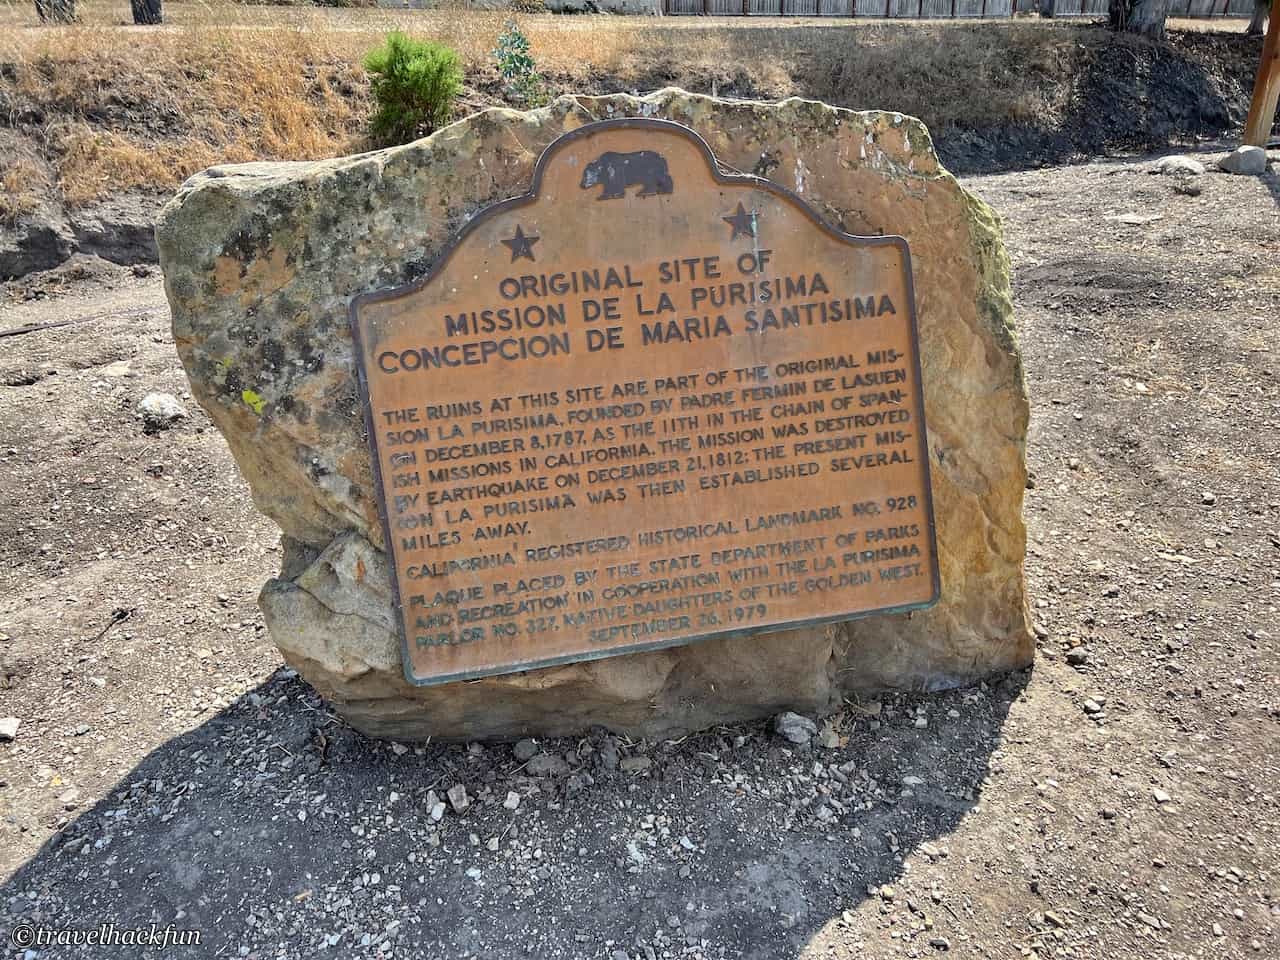 ORIGINAL SITE OF
MISSION DE LA PURISIMA
CONCEPCION DE MARIA SANTISIMA
THE RUINS AT THIS SITE ARE PART OF THE ORIGINAL MIS-
SION LA PURISIMA, FOUNDED BY PADRE FERMIN DE LASUEN
ON DECEMBER 8, 1787, AS THE 11TH IN THE CHAIN OF SPAN-
ISH MISSIONS IN CALIFORNIA. THE MISSION WAS DESTROYED
BY EARTHQUAKE ON DECEMBER 21, 1812; THE PRESENT MIS-
SION LA PURISIMA WAS THEN ESTABLISHED SEVERAL
MILES AWAY.
CALIFORNIA REGISTERED HISTORICAL LANDMARK NO. 928
PLAQUE PLACED BY THE STATE DEPARTMENT OF PARKS
AND RECREATION IN COOPERATION WITH THE LA PURISIMA
PARLOR NO. 327, NATIVE DAUGHTERS OF THE GOLDEN WEST.
SEPTEMBER 26, 1979
©travelhackfun